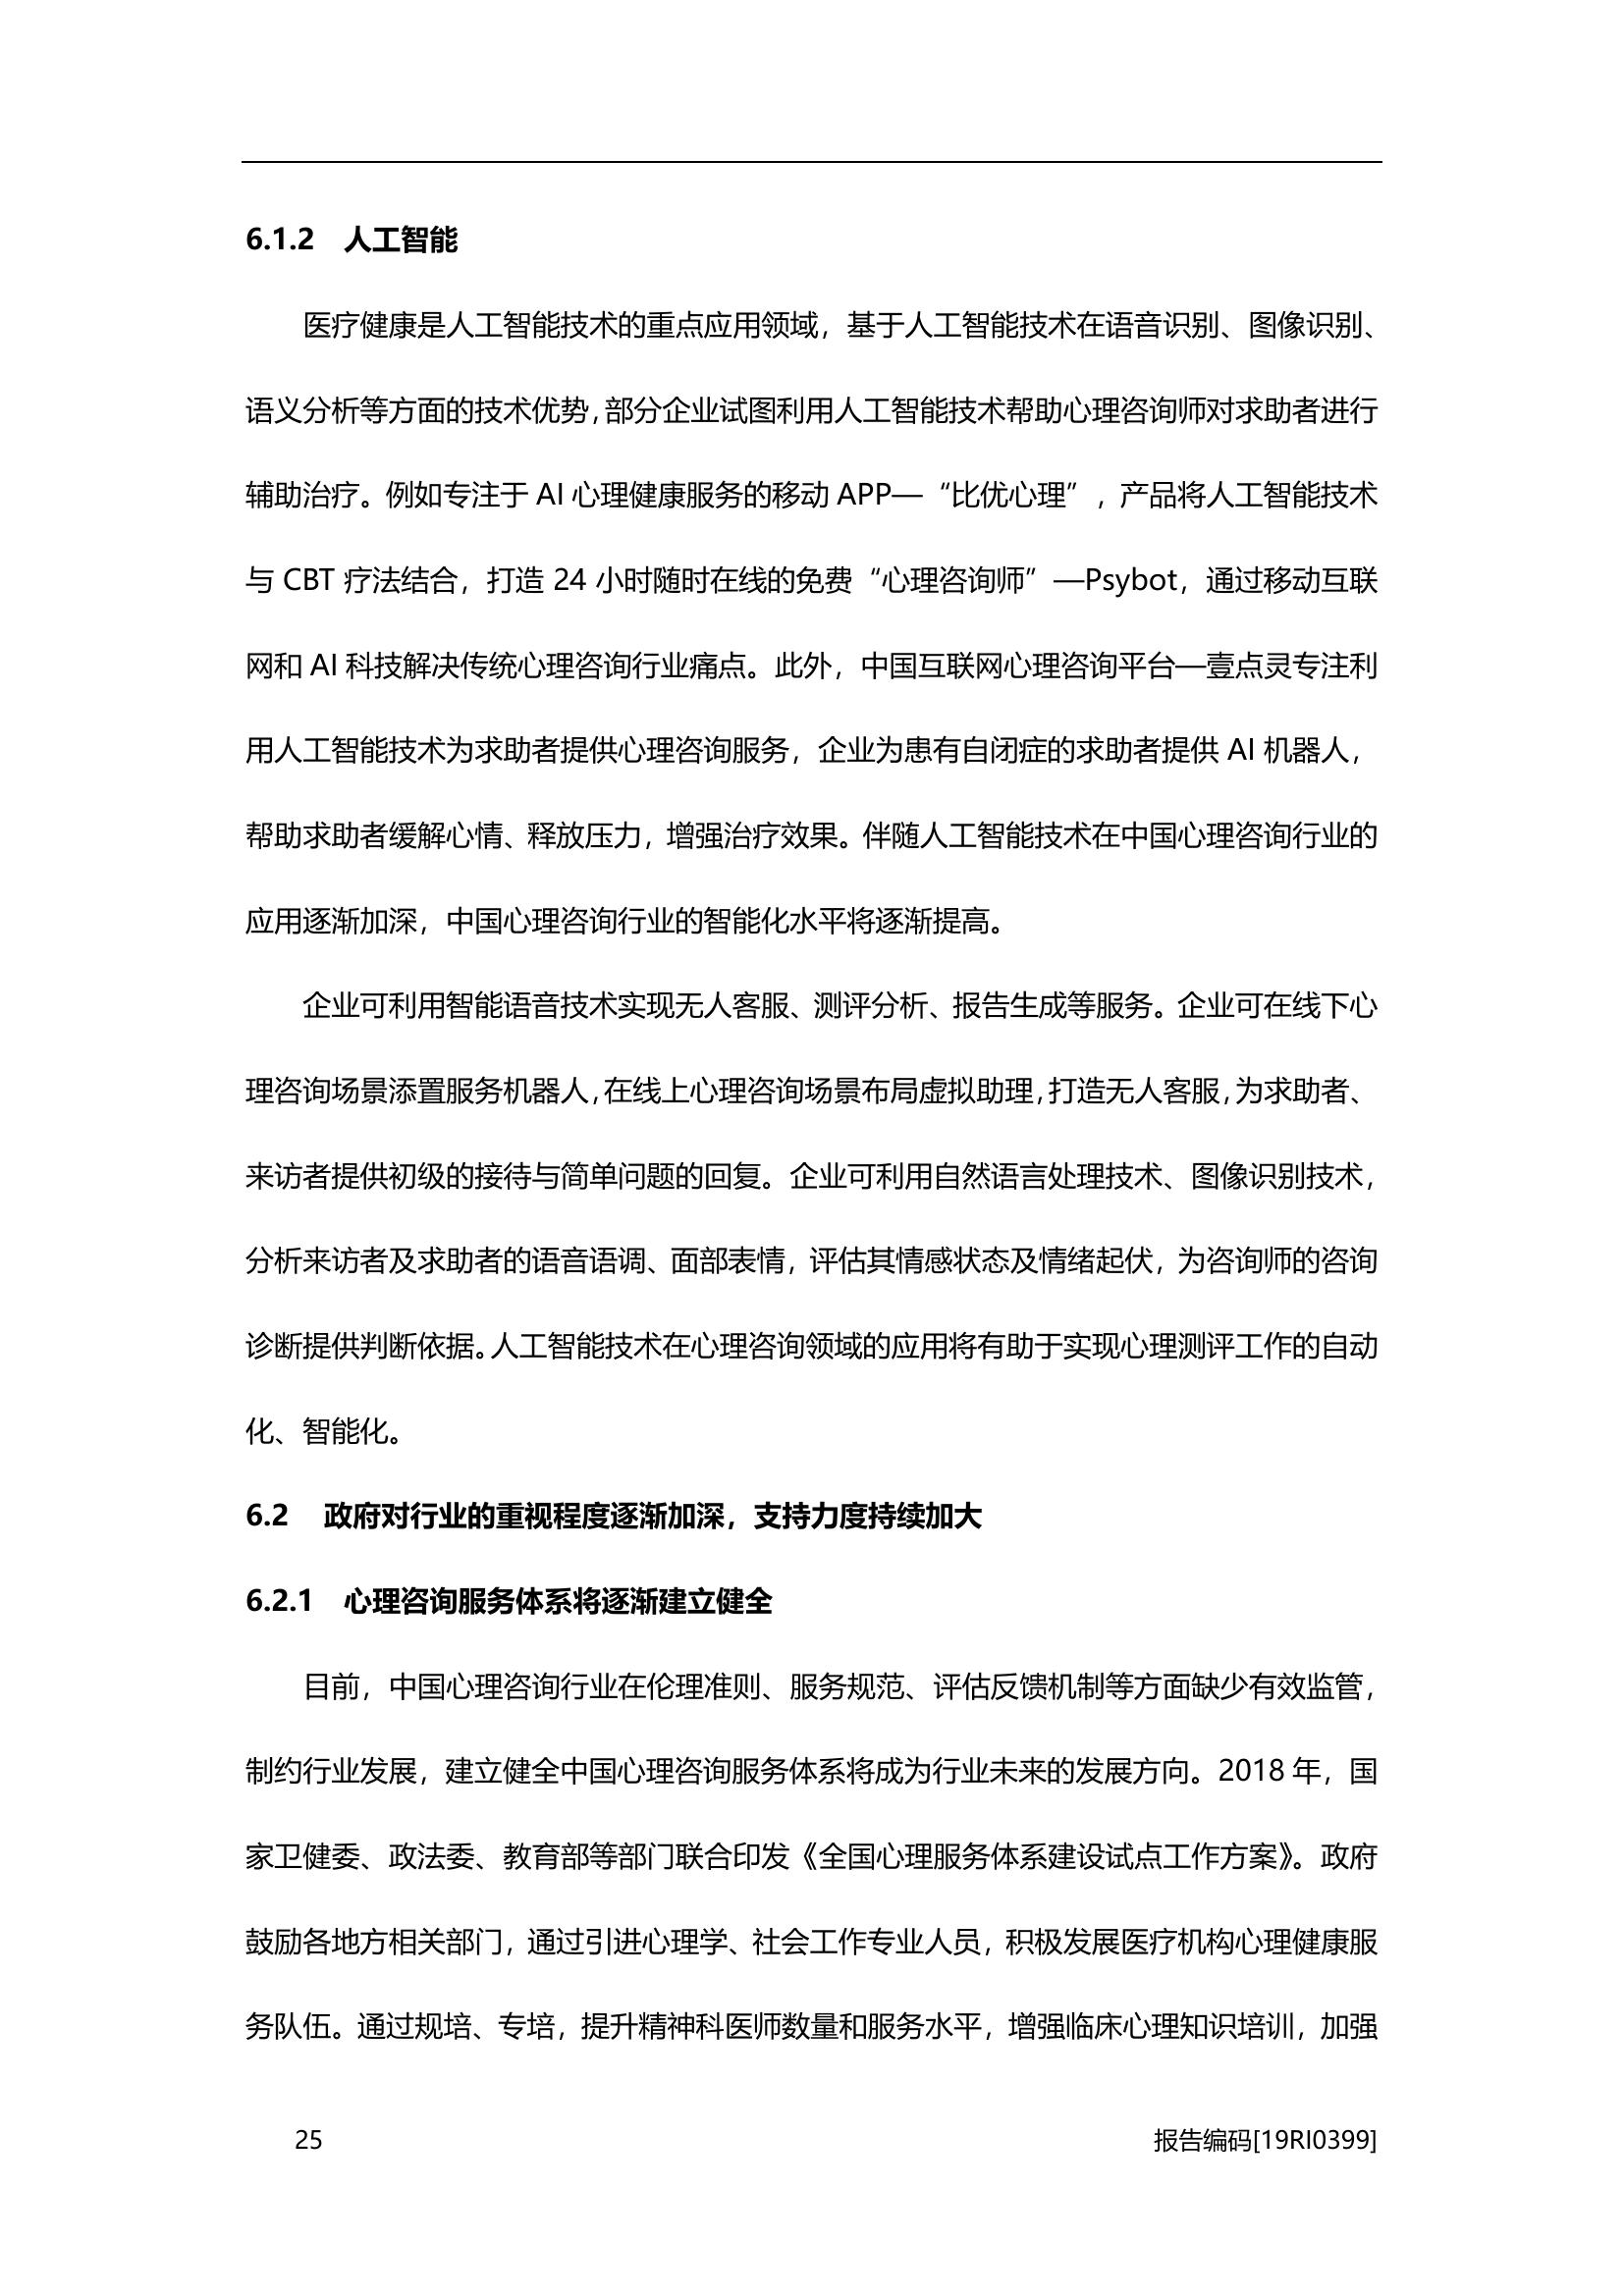 6.1.2 人工智能
医疗健康是人工智能技术的重点应用领域，基于人工智能技术在语音识别、图像识别、
语义分析等方面的技术优势，部分企业试图利用人工智能技术帮助心理咨询师对求助者进行
辅助治疗。例如专注于 AI 心理健康服务的移动 APP—“比优心理”，产品将人工智能技术
与 CBT 疗法结合，打造 24 小时随时在线的免费“心理咨询师”—Psybot，通过移动互联
网和 AI 科技解决传统心理咨询行业痛点。此外，中国互联网心理咨询平台—壹点灵专注利
用人工智能技术为求助者提供心理咨询服务，企业为患有自闭症的求助者提供 AI 机器人，
帮助求助者缓解心情、释放压力，增强治疗效果。伴随人工智能技术在中国心理咨询行业的
应用逐渐加深，中国心理咨询行业的智能化水平将逐渐提高。
企业可利用智能语音技术实现无人客服、测评分析、报告生成等服务。企业可在线下心
理咨询场景添置服务机器人，在线上心理咨询场景布局虚拟助理，打造无人客服，为求助者、
来访者提供初级的接待与简单问题的回复。企业可利用自然语言处理技术、图像识别技术，
分析来访者及求助者的语音语调、面部表情，评估其情感状态及情绪起伏，为咨询师的咨询
诊断提供判断依据。人工智能技术在心理咨询领域的应用将有助于实现心理测评工作的自动
化、智能化。
6.2 政府对行业的重视程度逐渐加深，支持力度持续加大
6.2.1 心理咨询服务体系将逐渐建立健全
目前，中国心理咨询行业在伦理准则、服务规范、评估反馈机制等方面缺少有效监管，
制约行业发展，建立健全中国心理咨询服务体系将成为行业未来的发展方向。2018 年，国
家卫健委、政法委、教育部等部门联合印发《全国心理服务体系建设试点工作方案》。政府
鼓励各地方相关部门，通过引进心理学、社会工作专业人员，积极发展医疗机构心理健康服
务队伍。通过规培、专培，提升精神科医师数量和服务水平，增强临床心理知识培训，加强
25 报告编码[19RI0399]